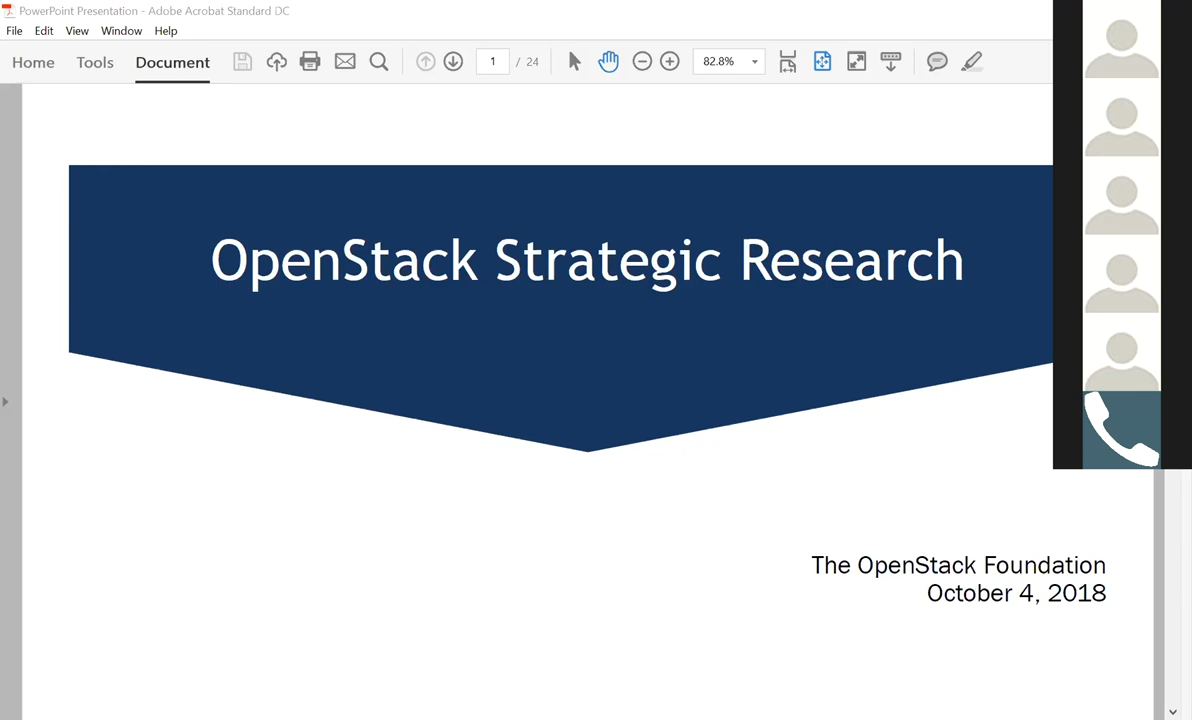 PowerPoint Presentation - Adobe Acrobat Standard DC
File Edit View Window Help
Home Tools Document 1 / 24 82.8%
OpenStack Strategic Research
The OpenStack Foundation
October 4, 2018